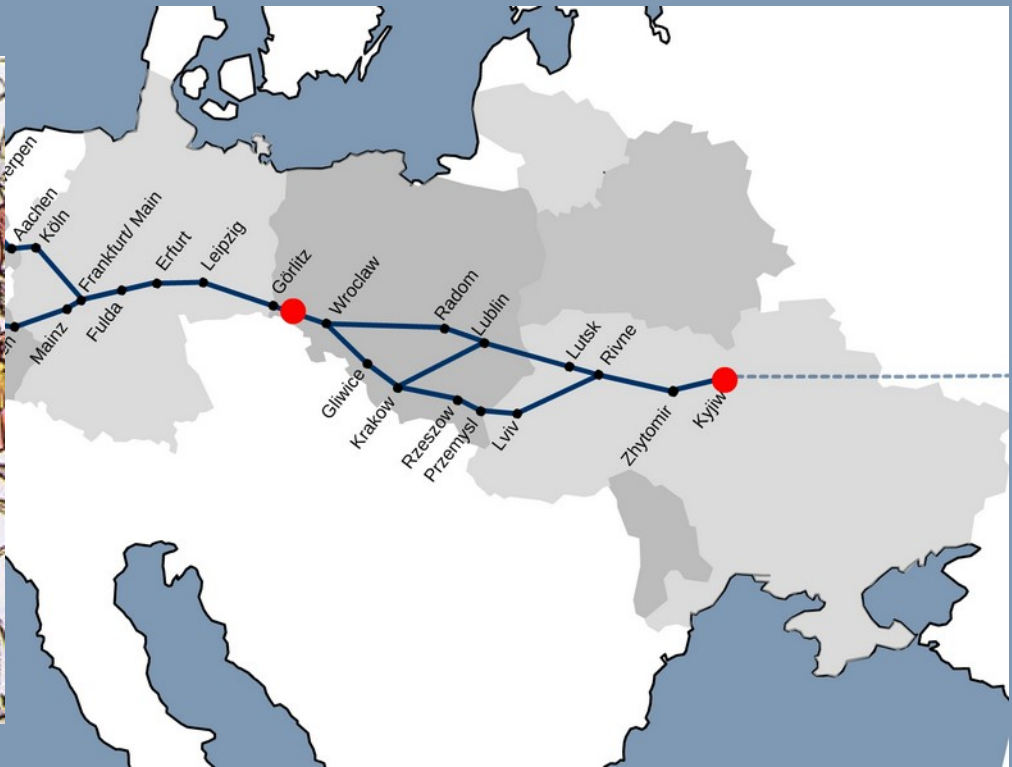 Aachen
Köln
Frankfurt/ Main
Mainz
Fulda
Erfurt
Leipzig
Görlitz
Wroclaw
Radom
Lublin
Gliwice
Krakow
Rzeszow
Przemysl
Lviv
Lutsk
Rivne
Zhytomir
Kyjiw